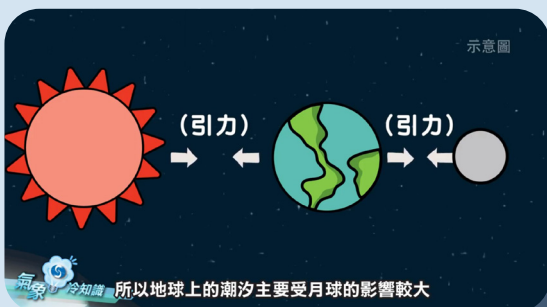 示意圖
(引力)
(引力)
氣象冷知識
所以地球上的潮汐主要受月球的影響較大